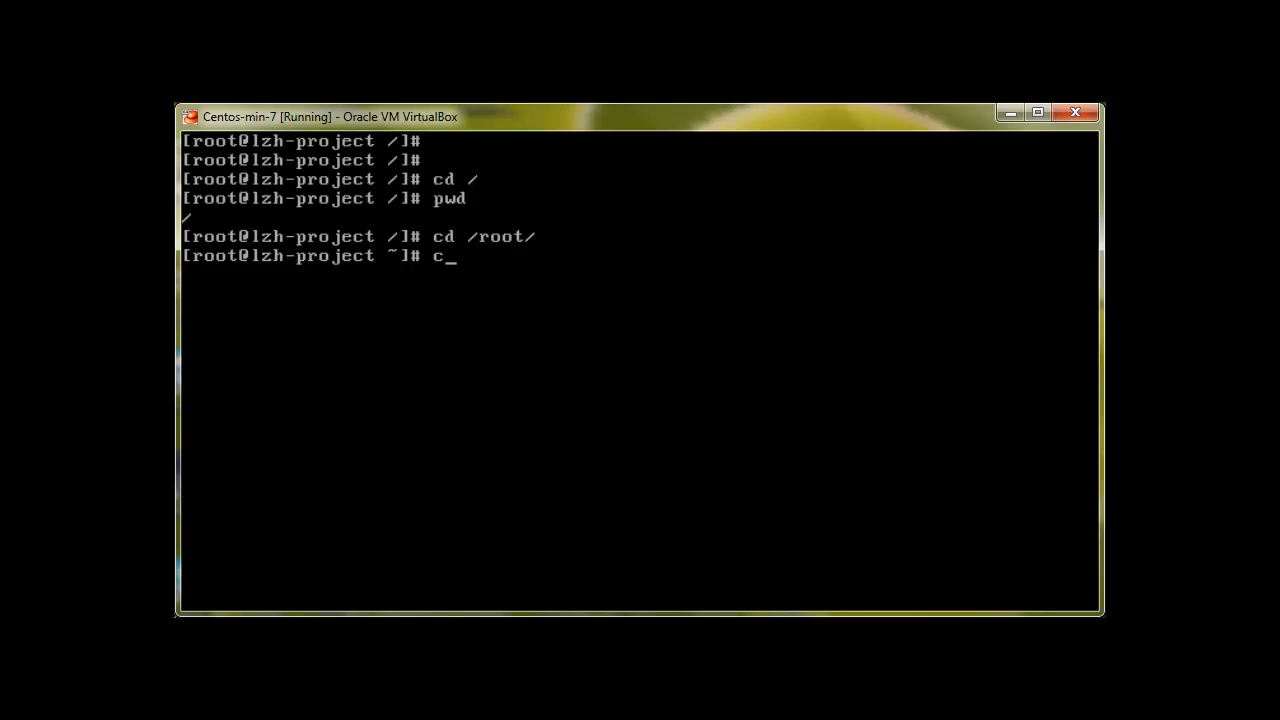 Centos-min-7 [Running] - Oracle VM VirtualBox
[root@lzh-project /]#
[root@lzh-project /]#
[root@lzh-project /]# cd /
[root@lzh-project /]# pwd
/
[root@lzh-project /]# cd /root/
[root@lzh-project ~]# c_